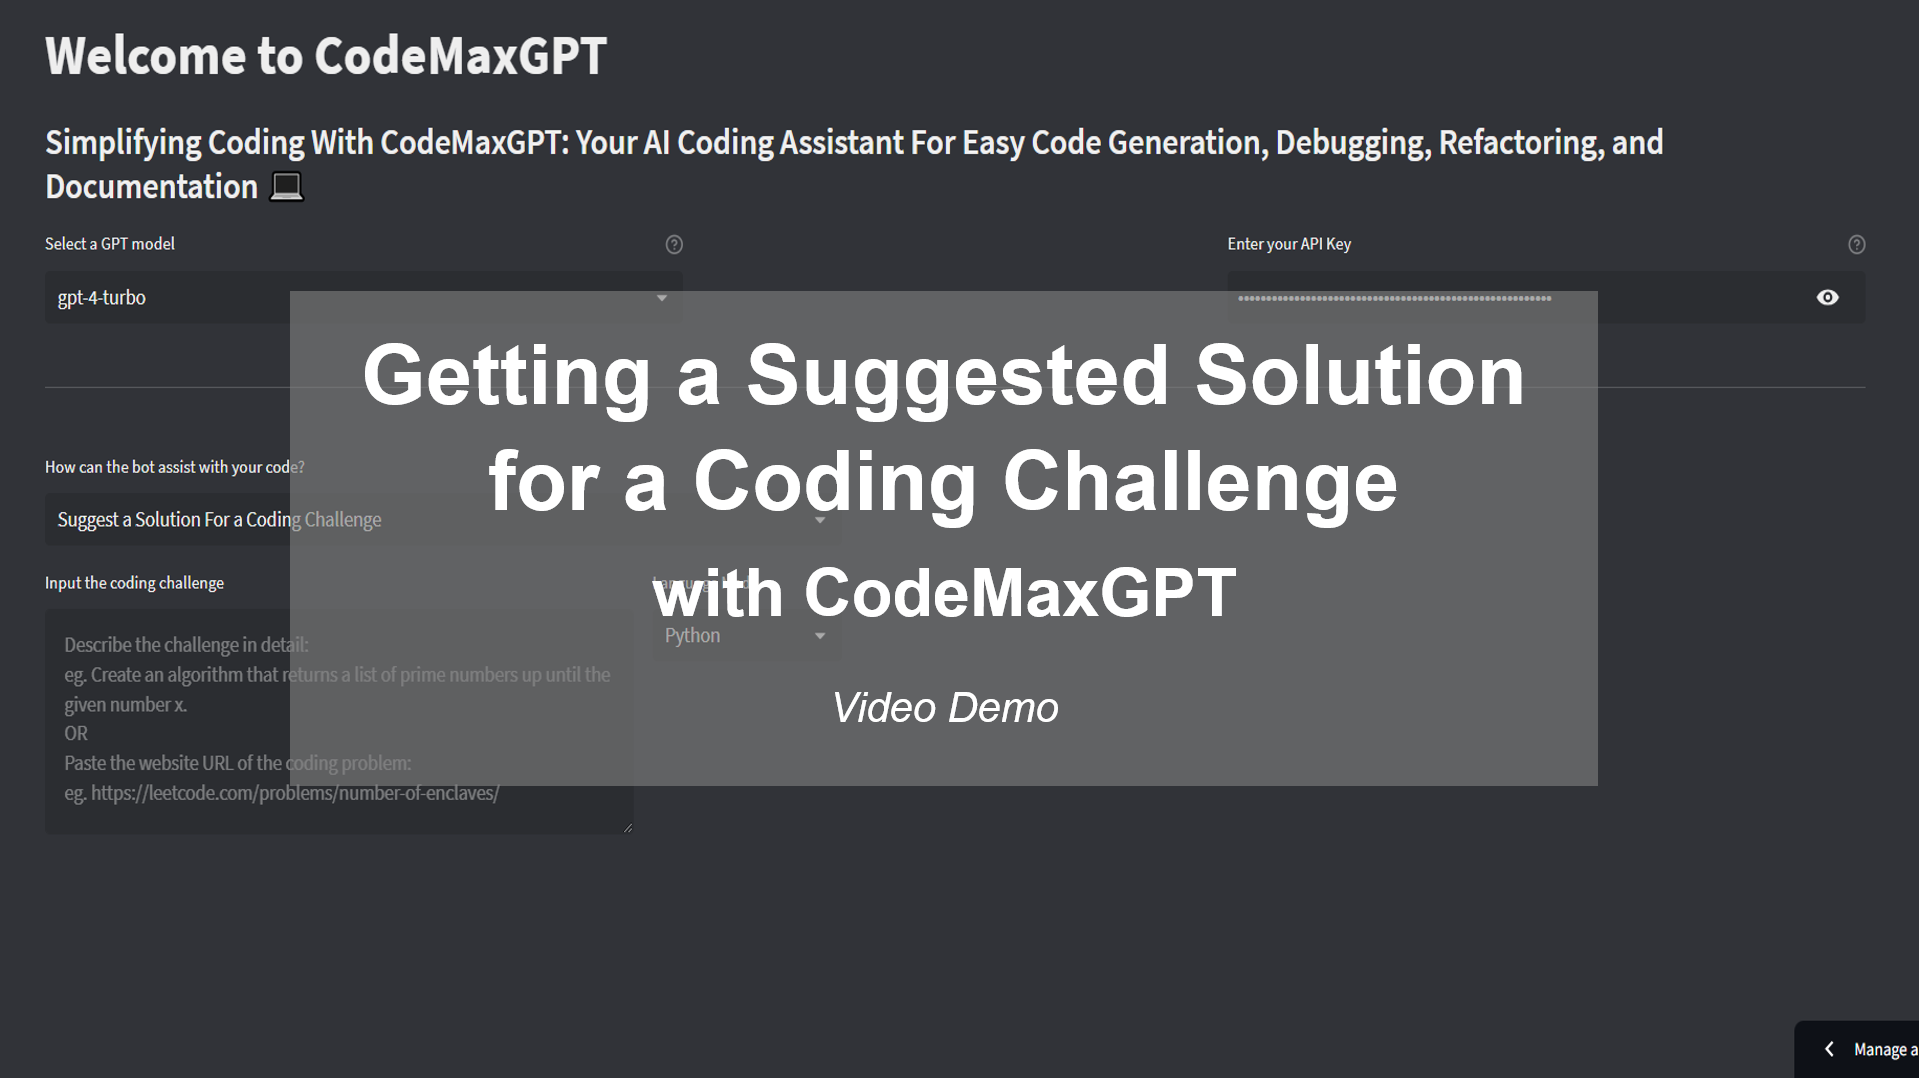 Welcome to CodeMaxGPT
Simplifying Coding With CodeMaxGPT: Your AI Coding Assistant For Easy Code Generation, Debugging, Refactoring, and
Documentation 💻
Select a GPT model
Enter your API Key
gpt-4-turbo
Getting a Suggested Solution
for a Coding Challenge
with CodeMaxGPT
Video Demo
How can the bot assist with your code?
Suggest a Solution For a Coding Challenge
Input the coding challenge
Python
Describe the challenge in detail:
eg. Create an algorithm that returns a list of prime numbers up until the
given number x.
OR
Paste the website URL of the coding problem:
eg. https://leetcode.com/problems/number-of-enclaves/
Manage a